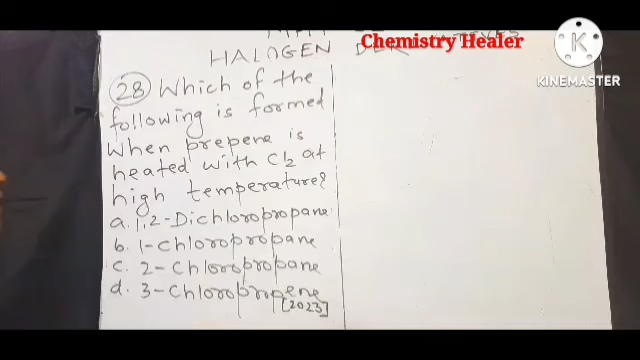 Chemistry Healer
HALOGEN
K
KINEMASTER
28 Which of the
following is formed
when prepene is
heated with Cl2 at
high temperature?
a. 1,2-Dichloropropane
b. 1-chloropropane
c. 2-chloropropane
d. 3-chloroprogene
[2023]